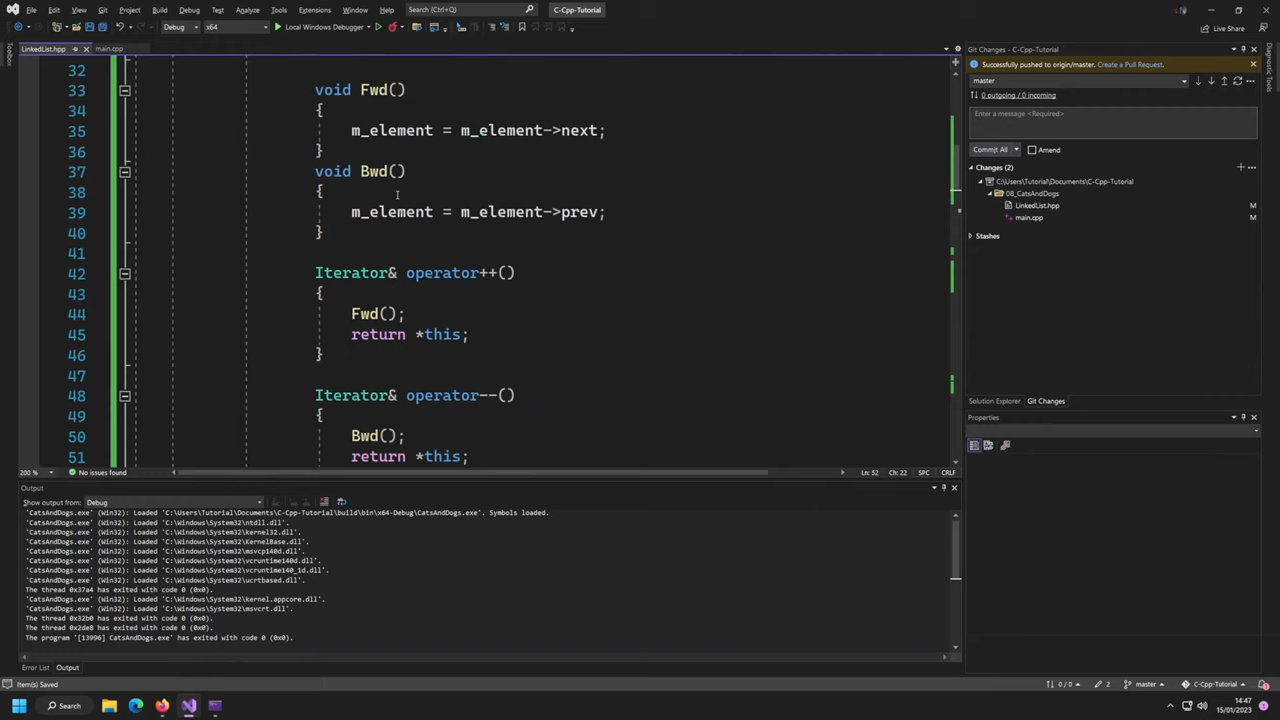 File Edit View Git Project Build Debug Test Analyze Tools Extensions Window Help Search (Ctrl+Q) C-Cpp-Tutorial
Debug x64 Local Windows Debugger Live Share
Toolbox
LinkedList.hpp main.cpp
32
33 void Fwd()
34 {
35 m_element = m_element->next;
36 }
37 void Bwd()
38 {
39 m_element = m_element->prev;
40 }
41
42 Iterator& operator++()
43 {
44 Fwd();
45 return *this;
46 }
47
48 Iterator& operator--()
49 {
50 Bwd();
51 return *this;
200 % No issues found Ln: 52 Ch: 22 SPC CRLF
Output
Show output from: Debug
'CatsAndDogs.exe' (Win32): Loaded 'C:\Users\Tutorial\Documents\C-Cpp-Tutorial\build\bin\x64-Debug\CatsAndDogs.exe'. Symbols loaded.
'CatsAndDogs.exe' (Win32): Loaded 'C:\Windows\System32\ntdll.dll'.
'CatsAndDogs.exe' (Win32): Loaded 'C:\Windows\System32\kernel32.dll'.
'CatsAndDogs.exe' (Win32): Loaded 'C:\Windows\System32\KernelBase.dll'.
'CatsAndDogs.exe' (Win32): Loaded 'C:\Windows\System32\msvcp140d.dll'.
'CatsAndDogs.exe' (Win32): Loaded 'C:\Windows\System32\vcruntime140d.dll'.
'CatsAndDogs.exe' (Win32): Loaded 'C:\Windows\System32\vcruntime140_1d.dll'.
'CatsAndDogs.exe' (Win32): Loaded 'C:\Windows\System32\ucrtbased.dll'.
The thread 0x37a4 has exited with code 0 (0x0).
'CatsAndDogs.exe' (Win32): Loaded 'C:\Windows\System32\kernel.appcore.dll'.
'CatsAndDogs.exe' (Win32): Loaded 'C:\Windows\System32\msvcrt.dll'.
The thread 0x32b0 has exited with code 0 (0x0).
The thread 0x2de8 has exited with code 0 (0x0).
The program '[13996] CatsAndDogs.exe' has exited with code 0 (0x0).
Error List Output
Git Changes - C-Cpp-Tutorial
Successfully pushed to origin/master. Create a Pull Request.
master
0 outgoing / 0 incoming
Enter a message <Required>
Commit All Amend
Changes (2)
C:\Users\Tutorial\Documents\C-Cpp-Tutorial
08_CatsAndDogs
LinkedList.hpp M
main.cpp M
Stashes
Solution Explorer Git Changes
Properties
Diagnostic Tools
Item(s) Saved 0 / 0 2 master C-Cpp-Tutorial
Search 14:47
15/01/2023